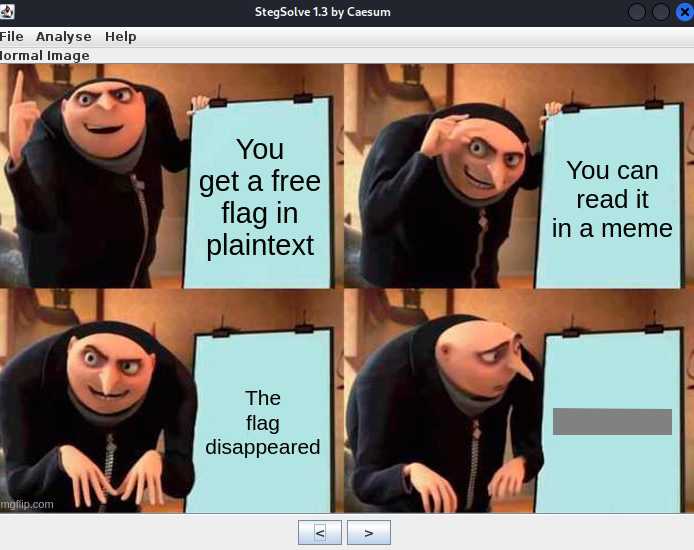 StegSolve 1.3 by Caesum
File Analyse Help
Normal Image
You
get a free
flag in
plaintext
You can
read it
in a meme
The
flag
disappeared
mgflip.com
< >